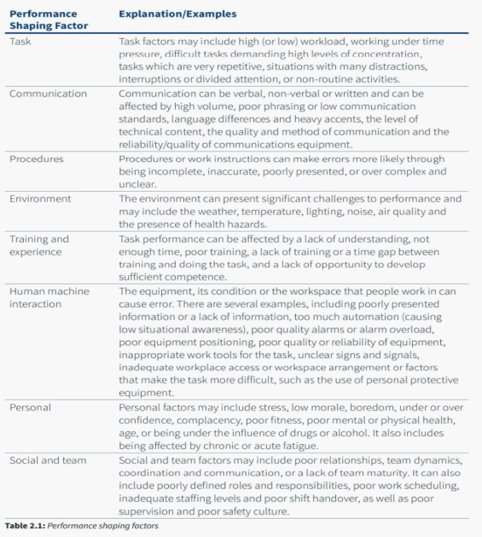 Performance Explanation/Examples
Shaping Factor
Task Task factors may include high (or low) workload, working under time
pressure, difficult tasks demanding high levels of concentration,
tasks which are very repetitive, situations with many distractions,
interruptions or divided attention, or non-routine activities.
Communication Communication can be verbal, non-verbal or written and can be
affected by high volume, poor phrasing or low communication
standards, language differences and heavy accents, the level of
technical content, the quality and method of communication and the
reliability/quality of communications equipment.
Procedures Procedures or work instructions can make errors more likely through
being incomplete, inaccurate, poorly presented, or over complex and
unclear.
Environment The environment can present significant challenges to performance and
may include the weather, temperature, lighting, noise, air quality and
the presence of health hazards.
Training and Task performance can be affected by a lack of understanding, not
experience enough time, poor training, a lack of training or a time gap between
training and doing the task, and a lack of opportunity to develop
sufficient competence.
Human machine The equipment, its condition or the workspace that people work in can
interaction cause error. There are several examples, including poorly presented
information or a lack of information, too much automation (causing
low situational awareness), poor quality alarms or alarm overload,
poor equipment positioning, poor quality or reliability of equipment,
inappropriate work tools for the task, unclear signs and signals,
inadequate workplace access or workspace arrangement or factors
that make the task more difficult, such as the use of personal protective
equipment.
Personal Personal factors may include stress, low morale, boredom, under or over
confidence, complacency, poor fitness, poor mental or physical health,
age, or being under the influence of drugs or alcohol. It also includes
being affected by chronic or acute fatigue.
Social and team Social and team factors may include poor relationships, team dynamics,
coordination and communication, or a lack of team maturity. It can also
include poorly defined roles and responsibilities, poor work scheduling,
inadequate staffing levels and poor shift handover, as well as poor
supervision and poor safety culture.
Table 2.1: Performance shaping factors